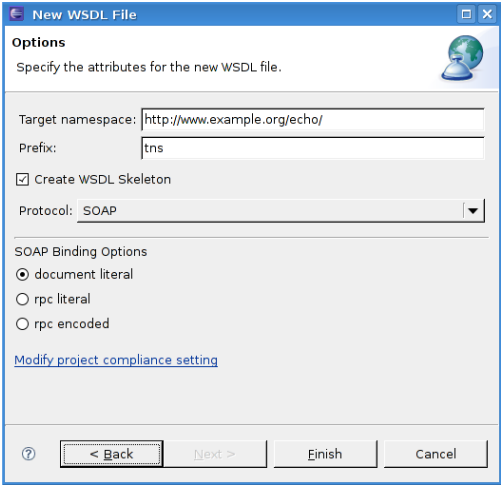 New WSDL File
Options
Specify the attributes for the new WSDL file.
Target namespace: http://www.example.org/echo/
Prefix: tns
Create WSDL Skeleton
Protocol: SOAP
SOAP Binding Options
document literal
rpc literal
rpc encoded
Modify project compliance setting
? < Back Next > Finish Cancel